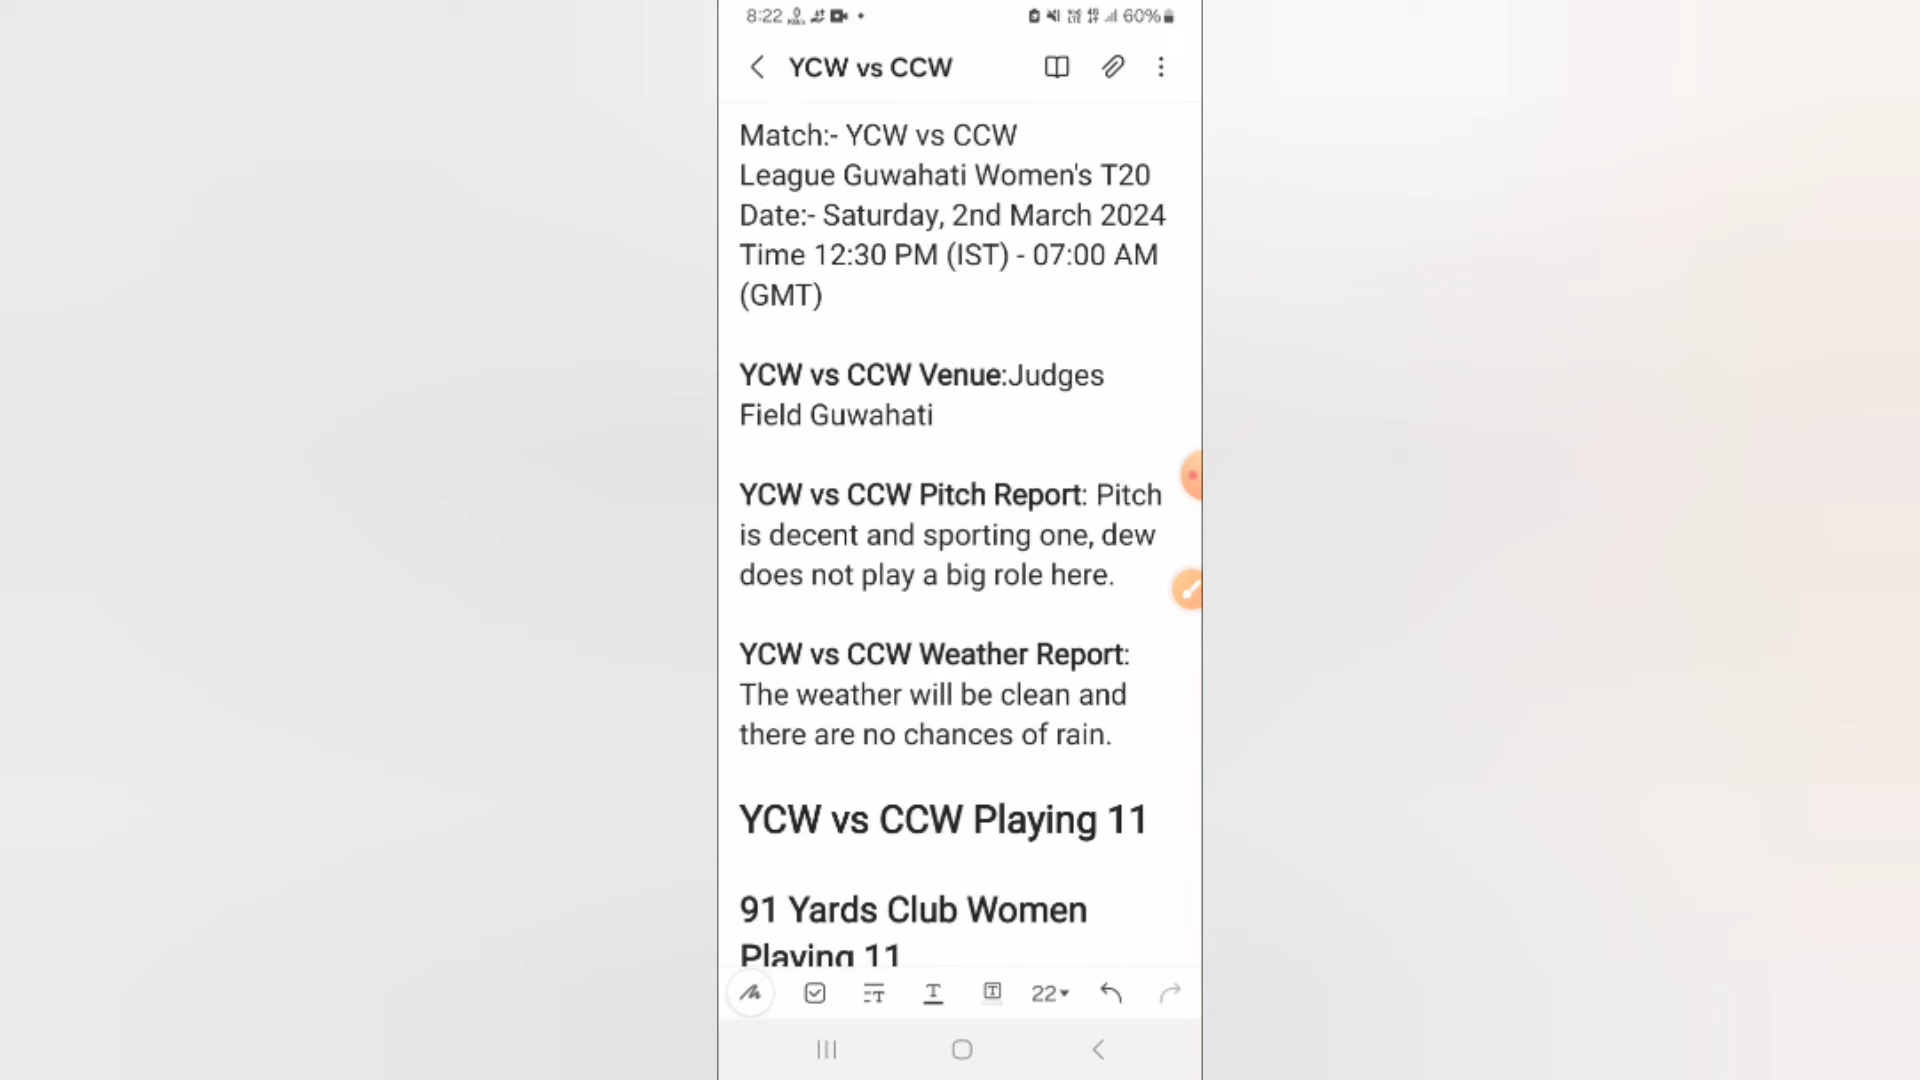 8:22 60%
YCW vs CCW
Match:- YCW vs CCW
League Guwahati Women's T20
Date:- Saturday, 2nd March 2024
Time 12:30 PM (IST) - 07:00 AM
(GMT)
YCW vs CCW Venue:Judges
Field Guwahati
YCW vs CCW Pitch Report: Pitch
is decent and sporting one, dew
does not play a big role here.
YCW vs CCW Weather Report:
The weather will be clean and
there are no chances of rain.
YCW vs CCW Playing 11
91 Yards Club Women
Playing 11
22